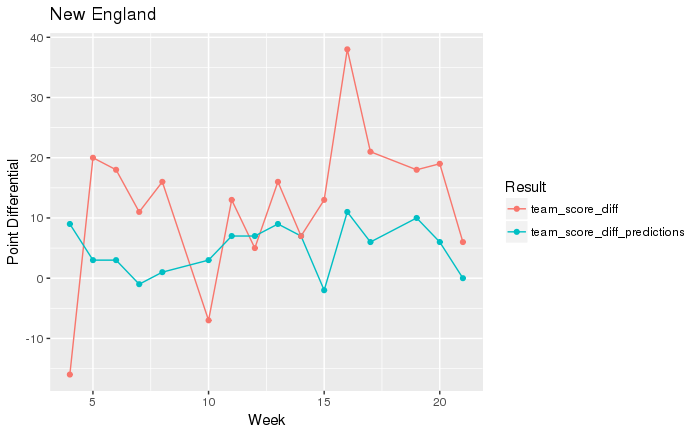 New England
40
30
20
10
0
-10
Point Differential
5 10 15 20
Week
Result
team_score_diff
team_score_diff_predictions